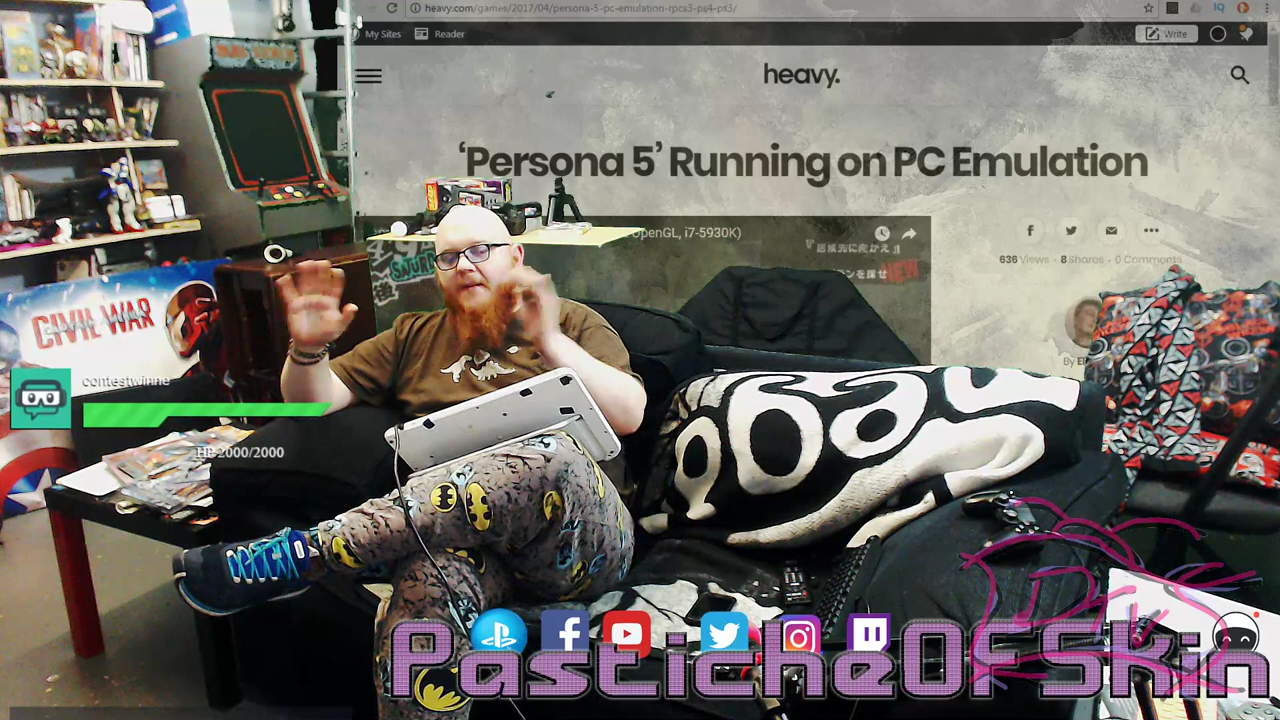 heavy.com/games/2017/04/persona-5-pc-emulation-rpcs3-ps4-ps3/
My Sites
Reader
Write
heavy.
'Persona 5' Running on PC Emulation
OpenGL, i7-5930K)
636 Views · 8 Shares · 0 Comments
NEW
By
CIVIL WAR
contestwinne
HP 2000/2000
PasticheOfSkin